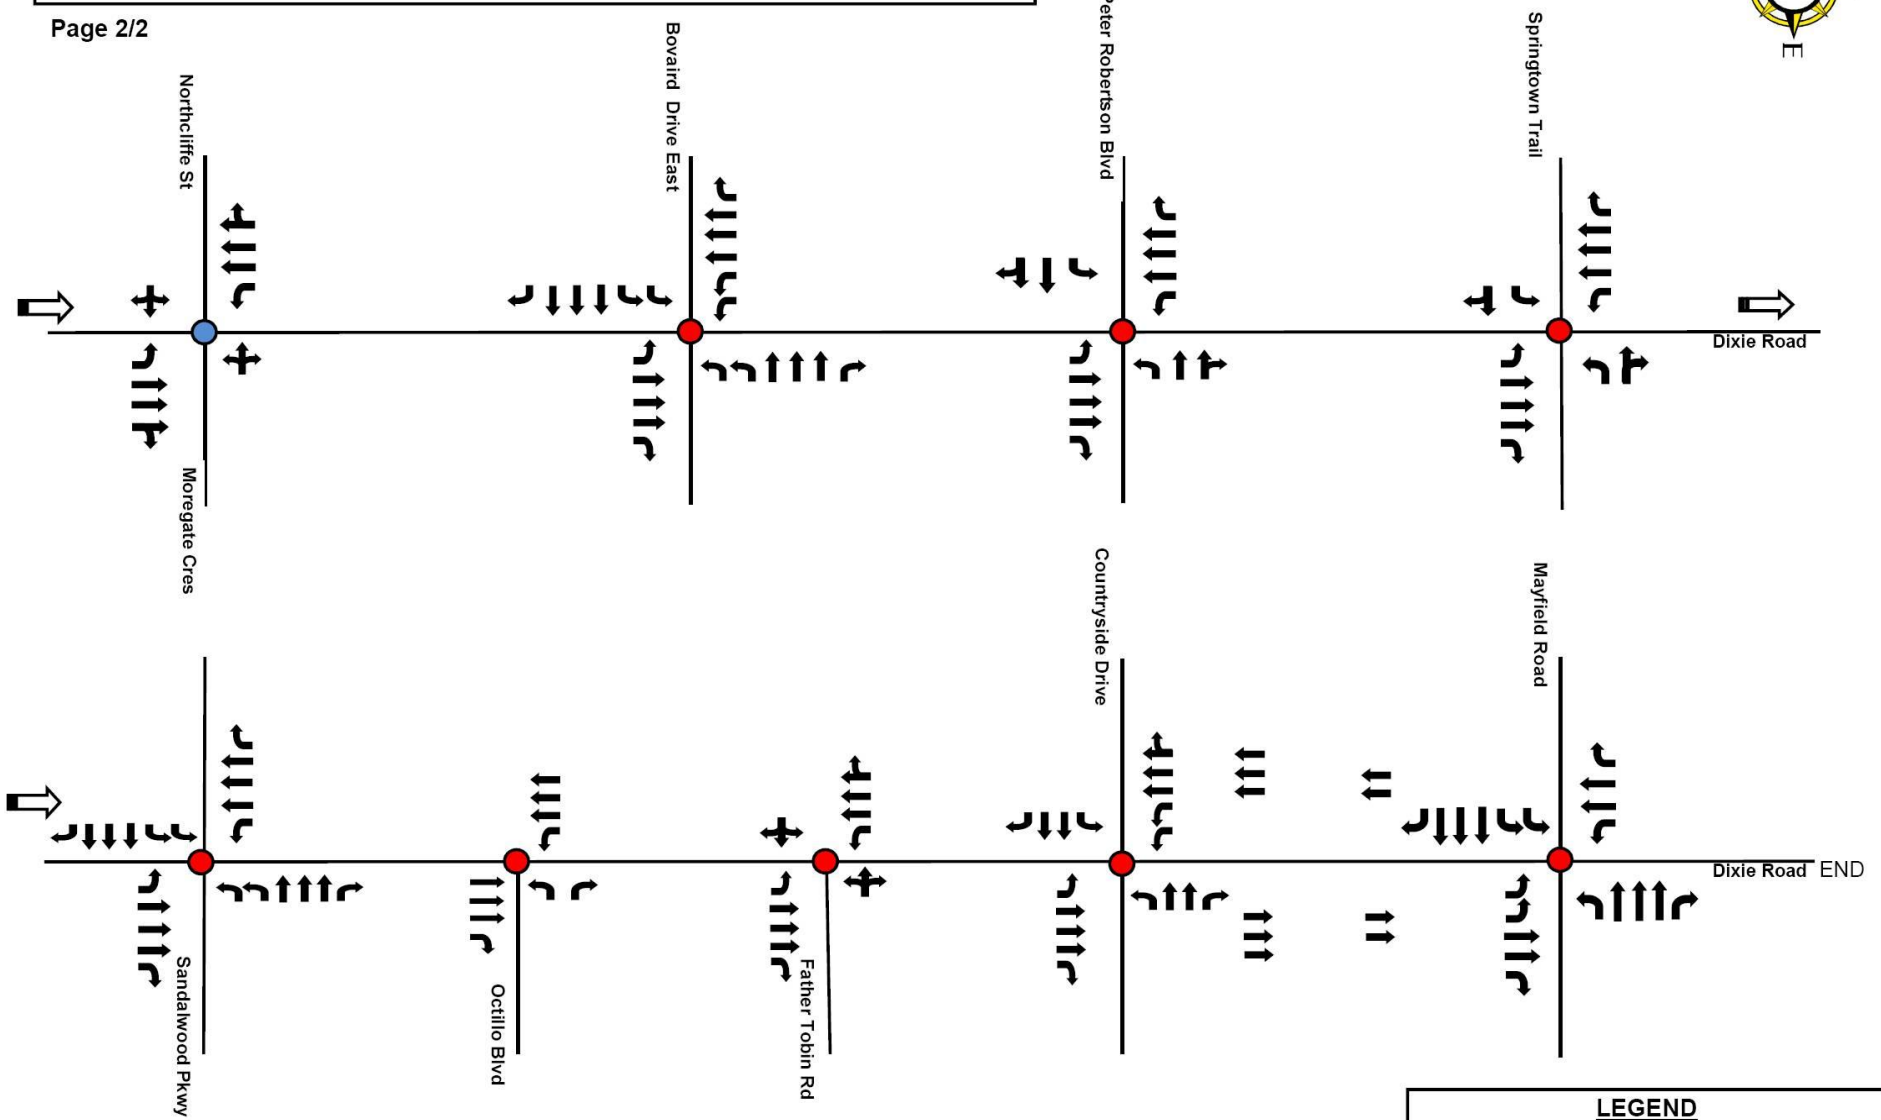 Page 2/2
E
Northcliffe St
Bovaird Drive East
Peter Robertson Blvd
Springtown Trail
Dixie Road
Moregate Cres
Countryside Drive
Mayfield Road
Dixie Road END
Sandalwood Pkwy
Octillo Blvd
Father Tobin Rd
LEGEND